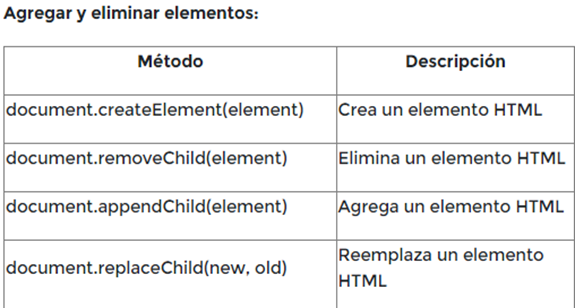 Agregar y eliminar elementos:
Método Descripción
document.createElement(element) Crea un elemento HTML
document.removeChild(element) Elimina un elemento HTML
document.appendChild(element) Agrega un elemento HTML
document.replaceChild(new, old) Reemplaza un elemento
HTML